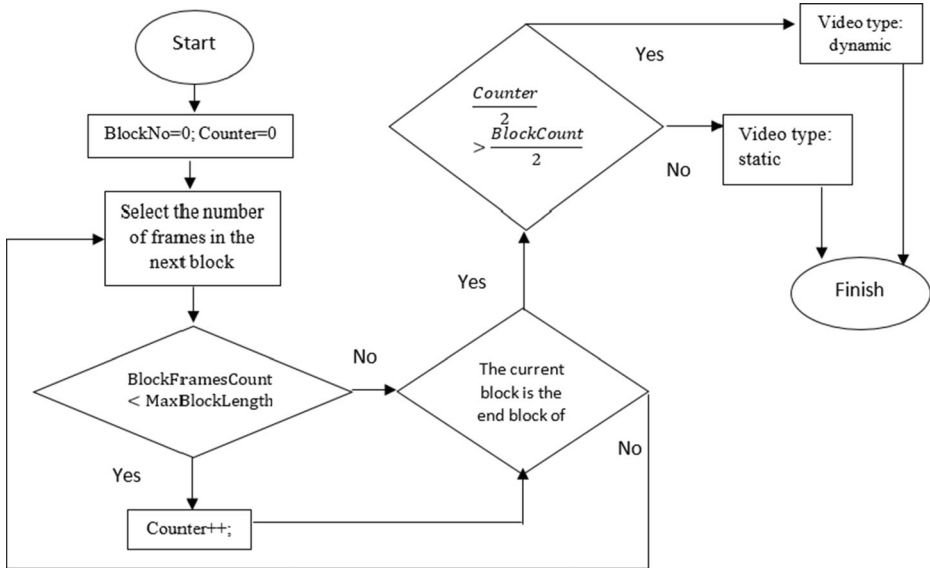 Start
BlockNo=0; Counter=0
Select the number
of frames in the
next block
BlockFramesCount
< MaxBlockLength
No
Yes
Counter++;
The current
block is the
end block of
No
Yes
Counter
2
> BlockCount
2
Yes
Video type:
dynamic
No
Video type:
static
Finish